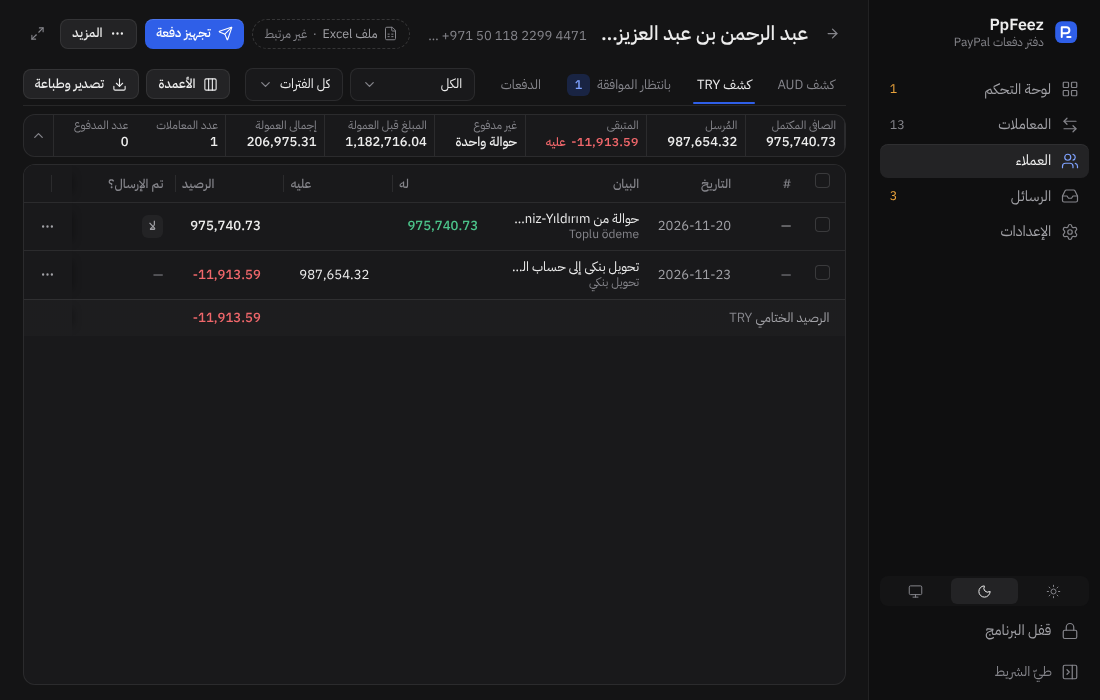 PpFeez
دفتر دفعات PayPal
لوحة التحكم 1
المعاملات 13
العملاء
الرسائل 3
الإعدادات
قفل البرنامج
طيّ الشريط
عبد الرحمن بن عبد العزيز...
+971 50 118 2299 4471 ...
ملف Excel · غير مرتبط
تجهيز دفعة
المزيد
كشف AUD
كشف TRY
بانتظار الموافقة 1
الدفعات
الكل
كل الفترات
الأعمدة
تصدير وطباعة
الصافي المكتمل
975,740.73
المُرسل
987,654.32
المتبقي
-11,913.59 عليه
غير مدفوع
حوالة واحدة
المبلغ قبل العمولة
1,182,716.04
إجمالي العمولة
206,975.31
عدد المعاملات
1
عدد المدفوع
0
# التاريخ البيان له عليه الرصيد تم الإرسال؟
— 2026-11-20 حوالة من niz-Yıldırım... 975,740.73 975,740.73 لا
Toplu ödeme
— 2026-11-23 تحويل بنكي إلى حساب الـ... 987,654.32 -11,913.59 —
تحويل بنكي
الرصيد الختامي TRY -11,913.59